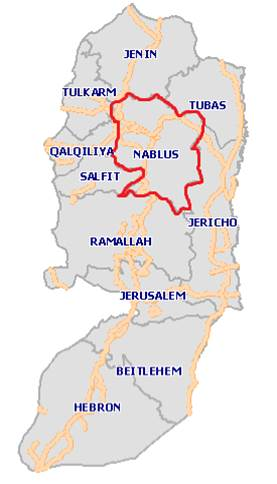 JENIN
TULKARM
TUBAS
QALQILIYA
NABLUS
SALFIT
JERICHO
RAMALLAH
JERUSALEM
BEITLEHEM
HEBRON